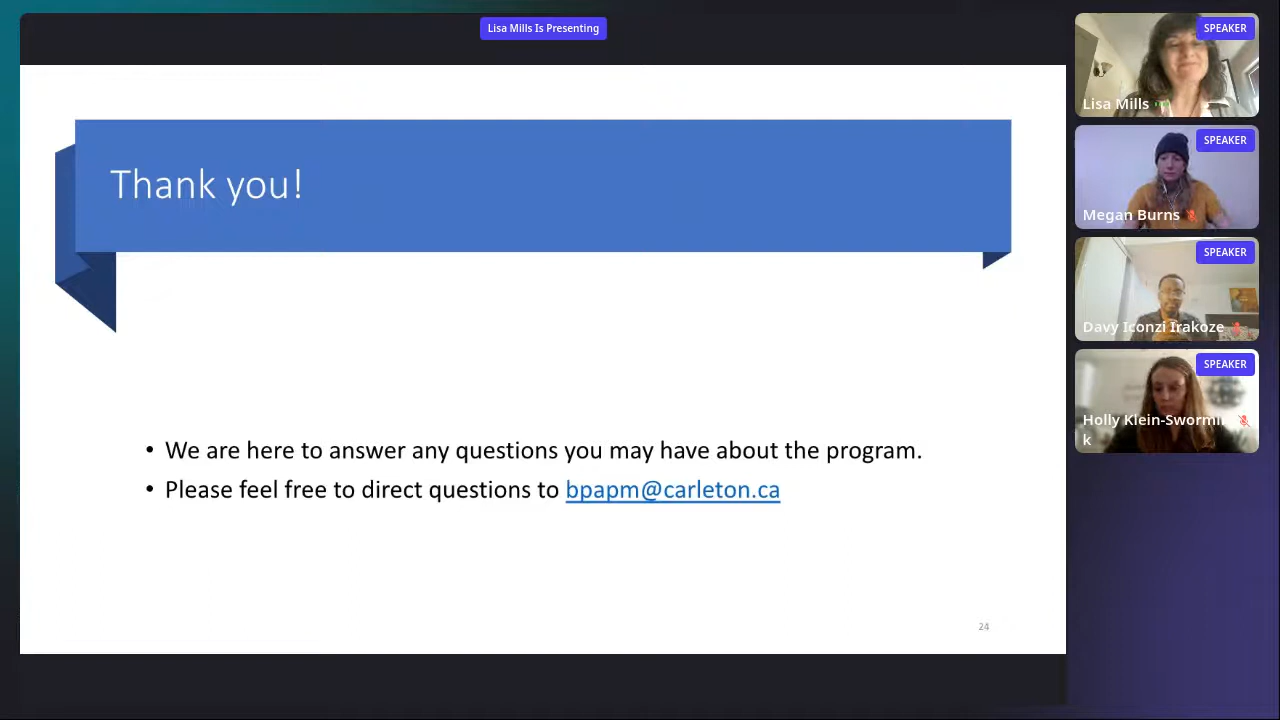 Lisa Mills Is Presenting
Thank you!
• We are here to answer any questions you may have about the program.
• Please feel free to direct questions to bpapm@carleton.ca
24
SPEAKER
Lisa Mills
SPEAKER
Megan Burns
SPEAKER
Davy Iconzi Irakoze
SPEAKER
Holly Klein-Swormin
k